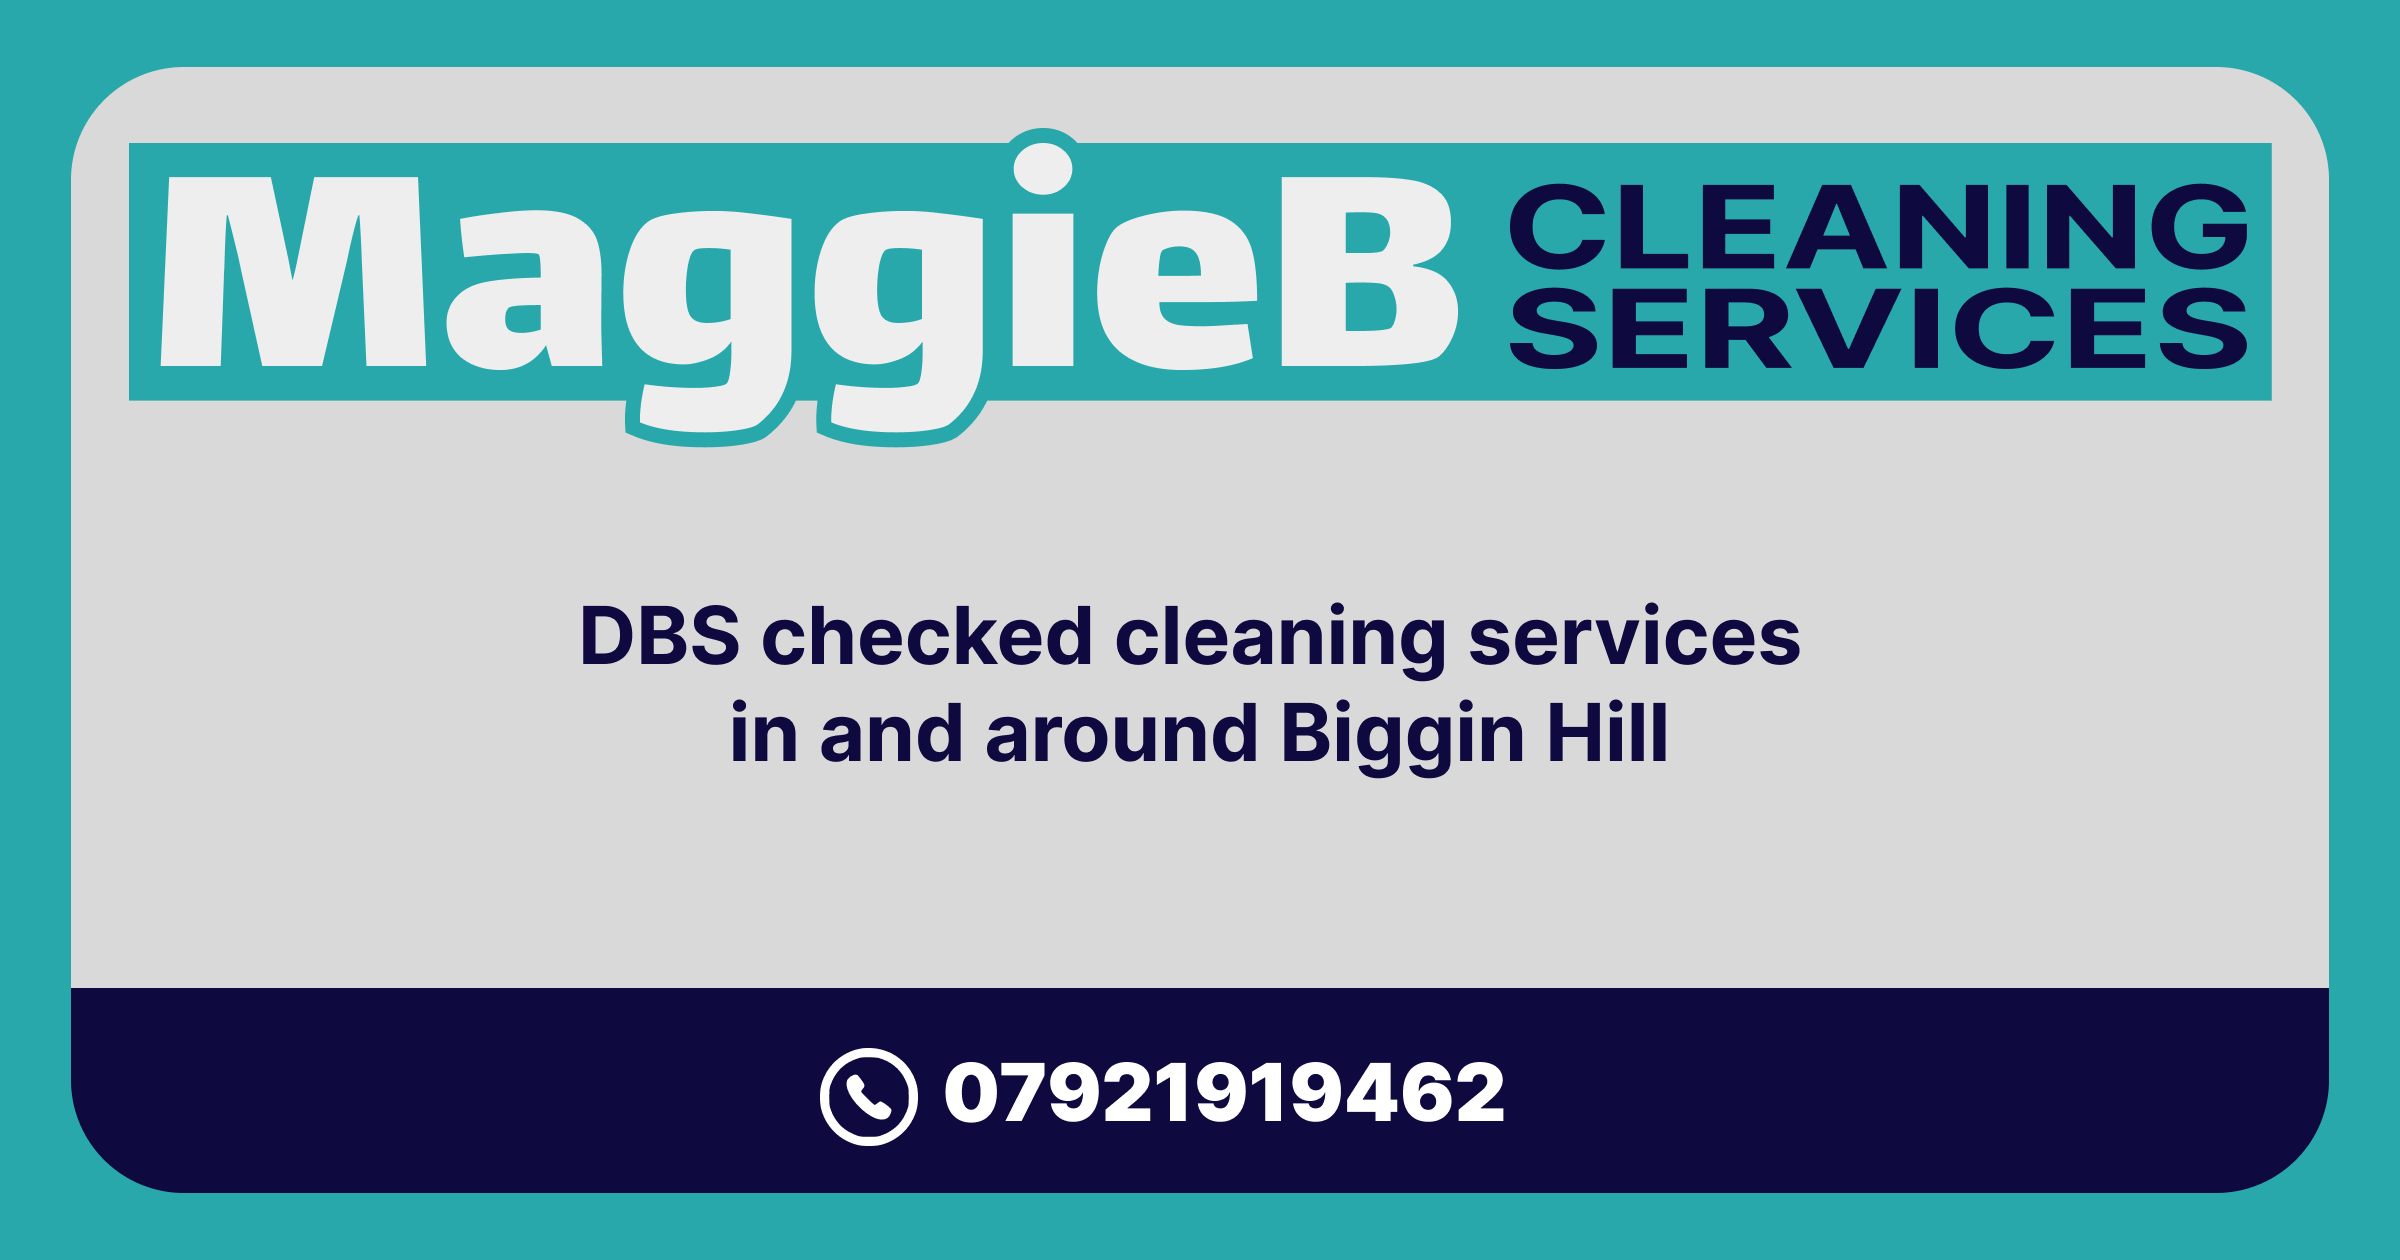 MaggieB CLEANING
SERVICES
DBS checked cleaning services
in and around Biggin Hill
07921919462